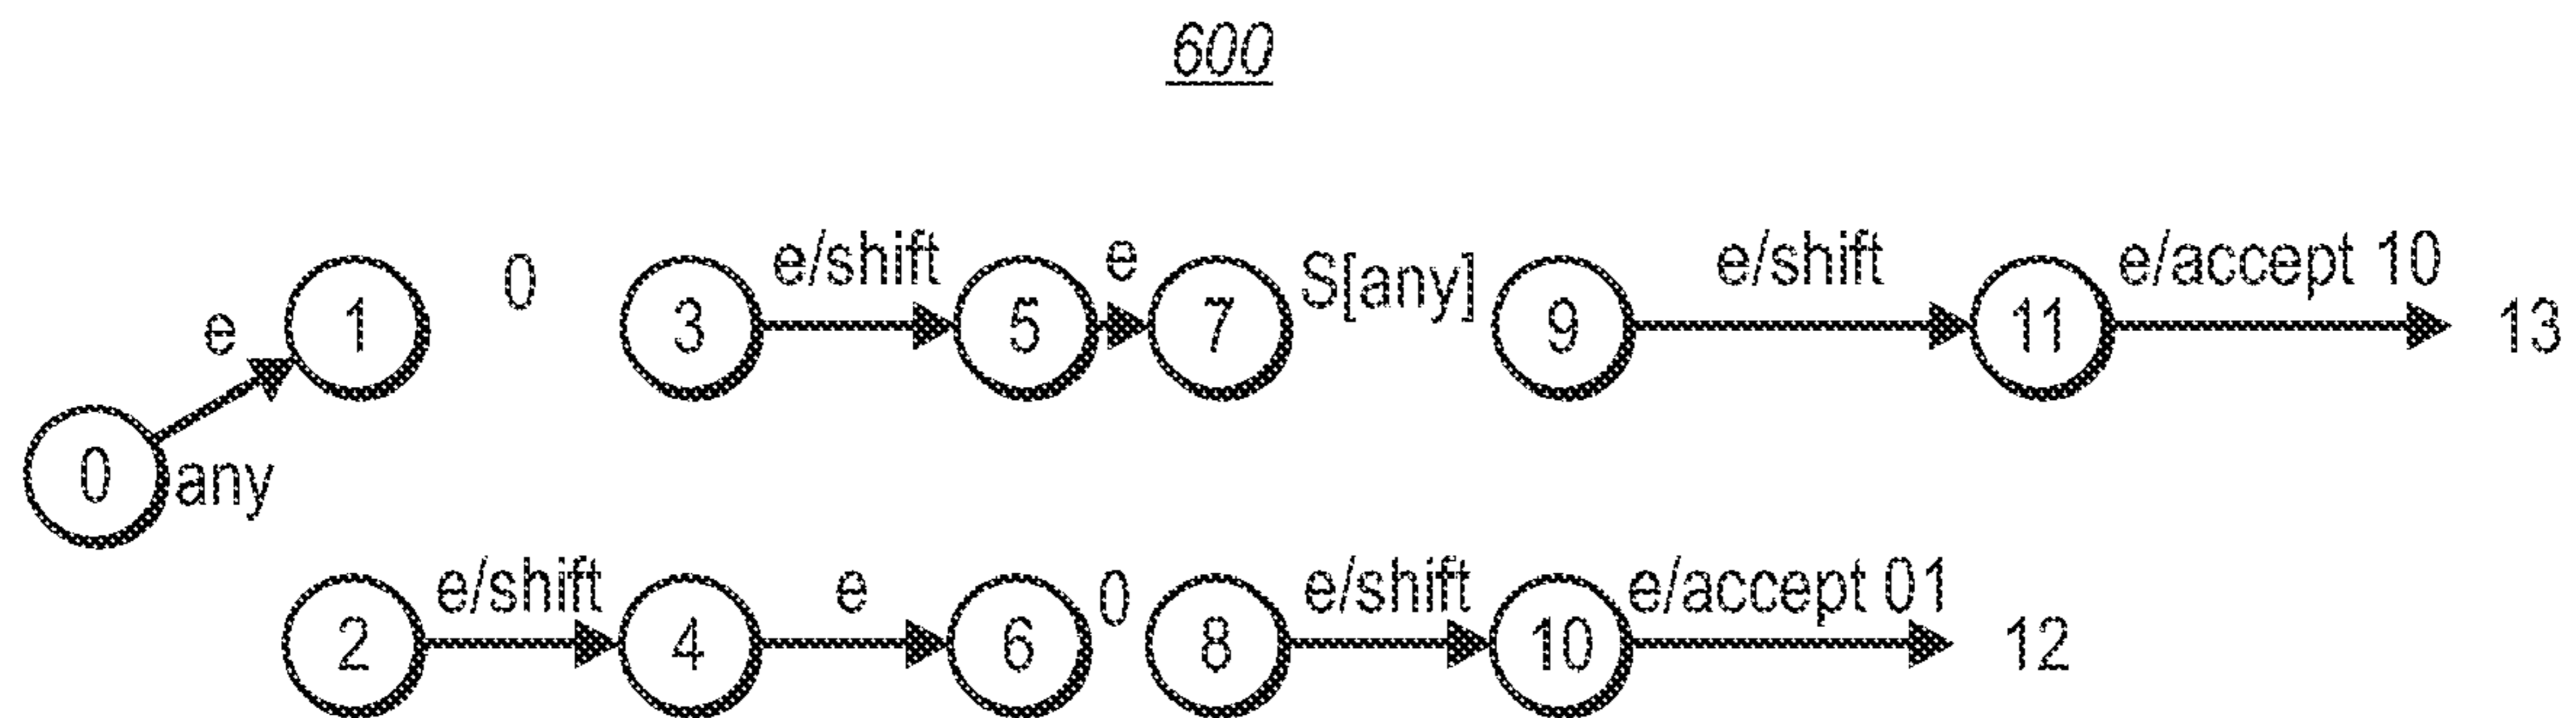 600
e/shift e S[any] e/shift e/accept 10
e 1 0 3 5 7 9 11 13
0 any
e/shift e 0 e/shift e/accept 01
2 4 6 8 10 12